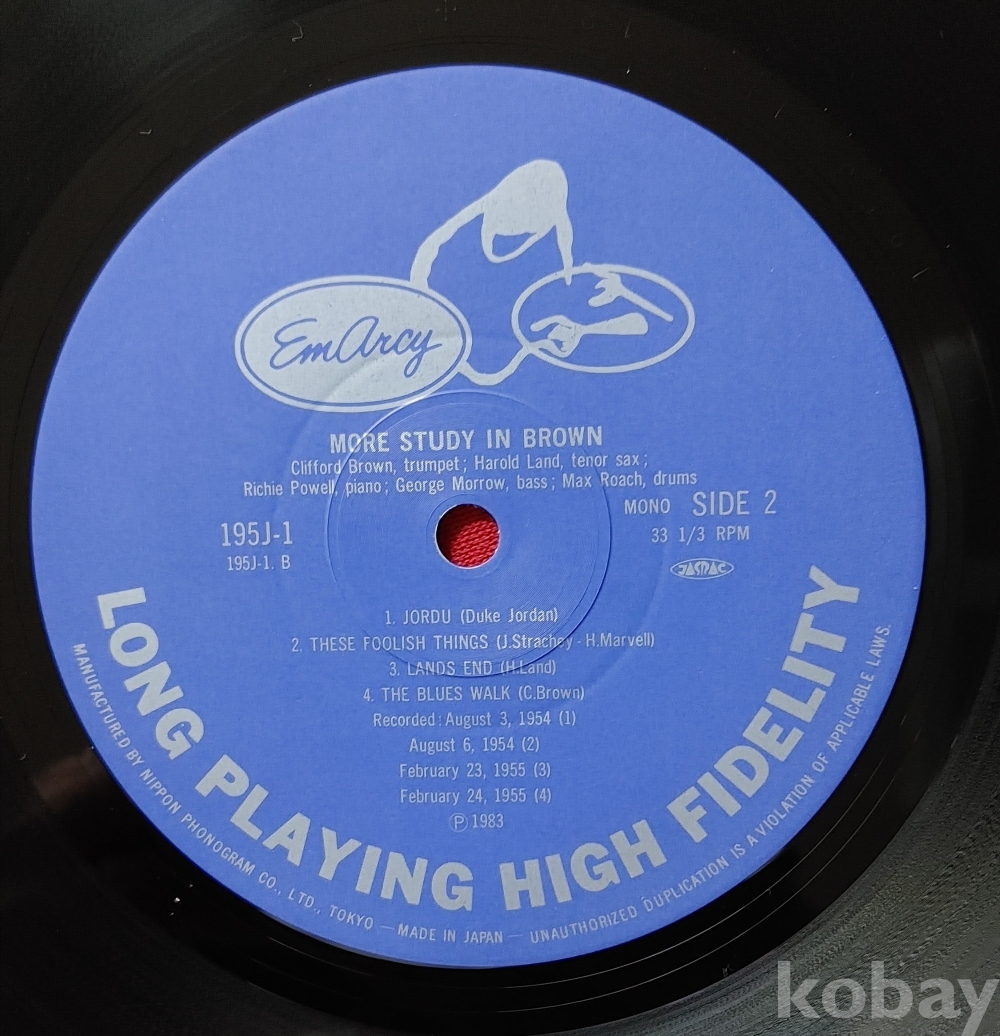 EmArcy
MORE STUDY IN BROWN
Clifford Brown, trumpet; Harold Land, tenor sax;
Richie Powell, piano; George Morrow, bass; Max Roach, drums
MONO SIDE 2
33 1/3 RPM
195J-1
195J-1. B
JASRAC
1. JORDU (Duke Jordan)
2. THESE FOOLISH THINGS (J.Strachey - H.Marvell)
3. LANDS END (H.Land)
4. THE BLUES WALK (C.Brown)
Recorded: August 3, 1954 (1)
August 6, 1954 (2)
February 23, 1955 (3)
February 24, 1955 (4)
Ⓟ 1983
LONG PLAYING HIGH FIDELITY
MANUFACTURED BY NIPPON PHONOGRAM CO., LTD., TOKYO — MADE IN JAPAN — UNAUTHORIZED DUPLICATION IS A VIOLATION OF APPLICABLE LAWS.
kobay